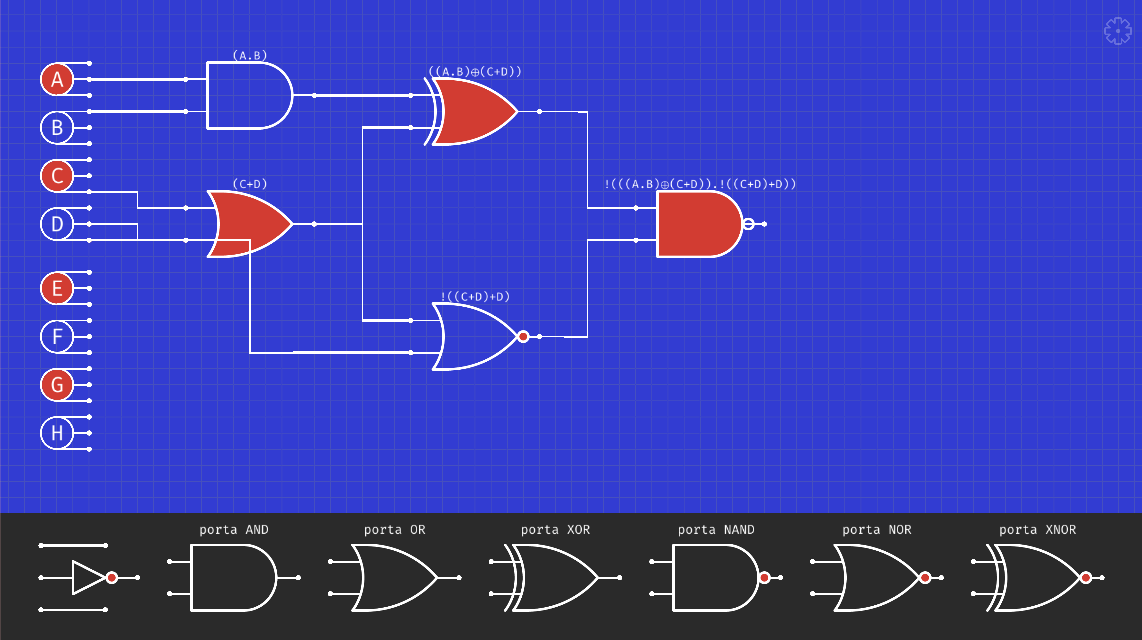 (A.B)
((A.B)⊕(C+D))
A
B
C
(C+D)
!(((A.B)⊕(C+D)).!((C+D)+D))
D
E
!((C+D)+D)
F
G
H
porta AND
porta OR
porta XOR
porta NAND
porta NOR
porta XNOR